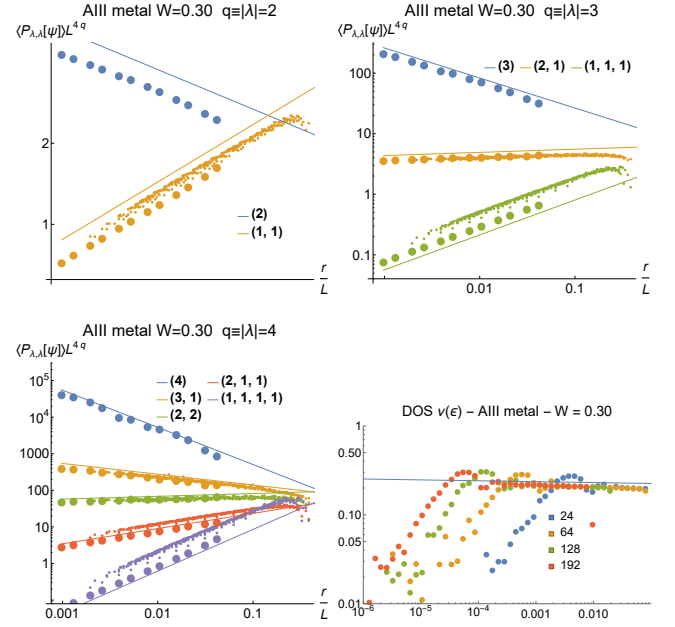 AIII metal W=0.30 q≡|λ|=2
⟨P_{λ,λ}[ψ]⟩L^{4 q}
2
1
(2)
(1, 1)
r/L
AIII metal W=0.30 q≡|λ|=3
⟨P_{λ,λ}[ψ]⟩L^{4 q}
(3) (2, 1) (1, 1, 1)
100
10
1
0.1
0.01 0.1
r/L
AIII metal W=0.30 q≡|λ|=4
⟨P_{λ,λ}[ψ]⟩L^{4 q}
10^5
10^4
1000
100
10
1
(4) (2, 1, 1)
(3, 1) (1, 1, 1, 1)
(2, 2)
0.001 0.01 0.1
r/L
DOS ν(ϵ) – AIII metal – W = 0.30
1
0.50
0.10
0.05
0.01
24
64
128
192
10^{-6} 10^{-5} 10^{-4} 0.001 0.010